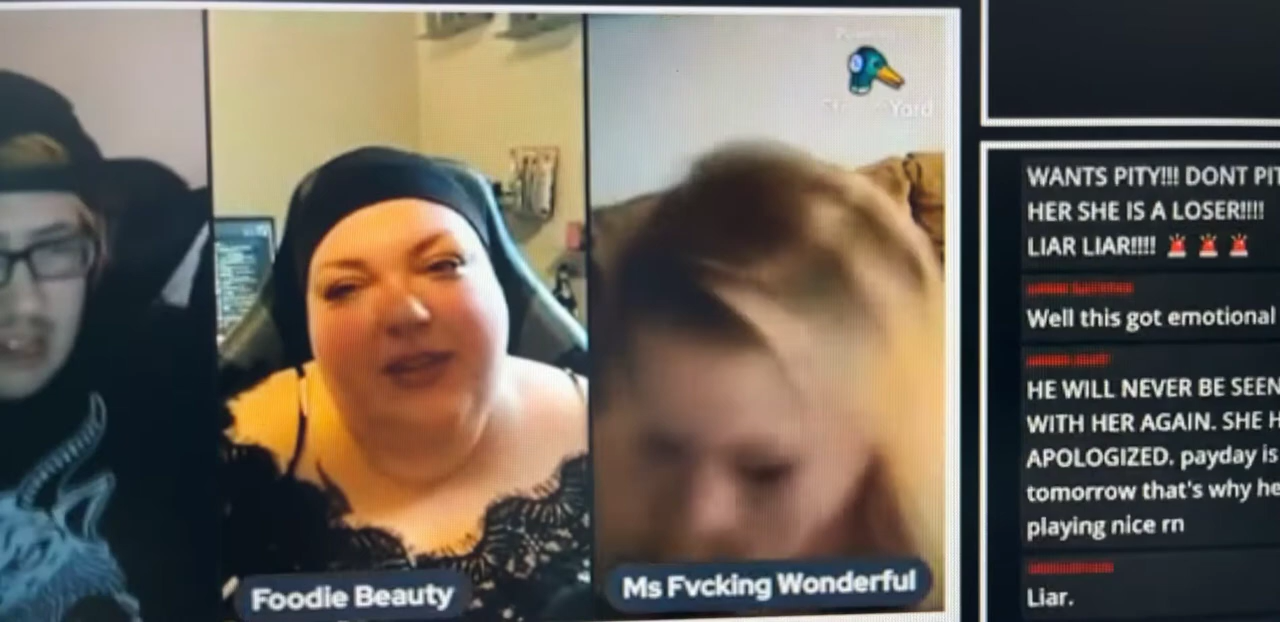 Yard
Foodie Beauty
Ms Fvcking Wonderful
WANTS PITY!!! DONT PIT
HER SHE IS A LOSER!!!!
LIAR LIAR!!!! 🚨 🚨 🚨
Well this got emotional
HE WILL NEVER BE SEEN
WITH HER AGAIN. SHE H
APOLOGIZED. payday is
tomorrow that's why he
playing nice rn
Liar.